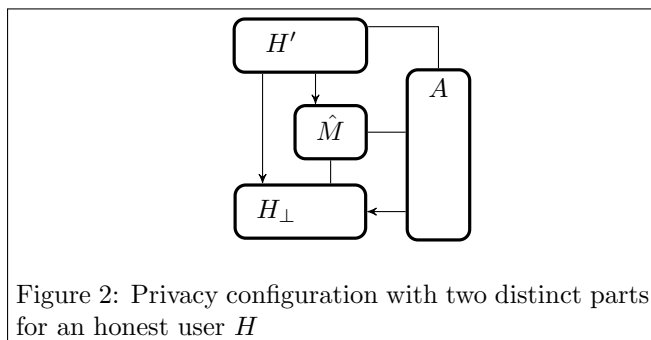 H′
A
M̂
H⊥
Figure 2: Privacy configuration with two distinct parts
for an honest user H